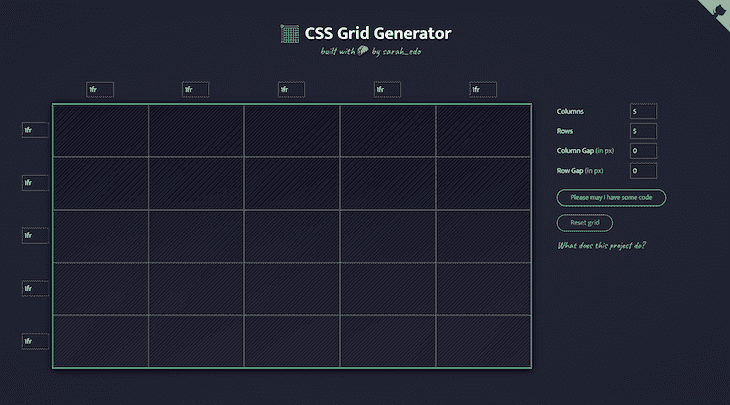 CSS Grid Generator
built with by sarah_edo
1fr 1fr 1fr 1fr 1fr
1fr
1fr
1fr
1fr
1fr
Columns 5
Rows 5
Column Gap (in px) 0
Row Gap (in px) 0
Please may I have some code
Reset grid
What does this project do?